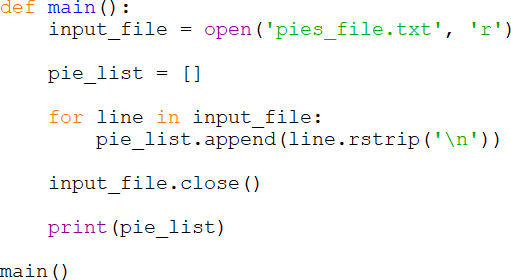 def main():
    input_file = open('pies_file.txt', 'r')
    pie_list = []
    for line in input_file:
        pie_list.append(line.rstrip('\n'))
    input_file.close()
    print(pie_list)
main()